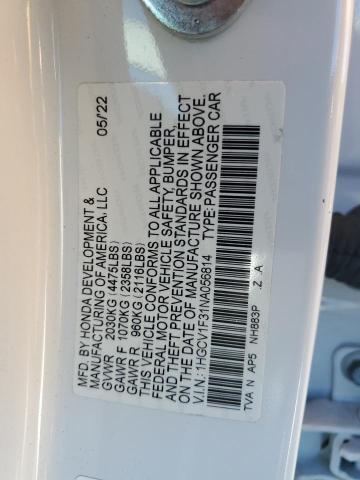 MFD. BY HONDA DEVELOPMENT &
MANUFACTURING OF AMERICA, LLC 05/22
GVWR 2030KG (4475LBS)
GAWR F 1070KG (2358LBS)
GAWR R 960KG (2116LBS)
THIS VEHICLE CONFORMS TO ALL APPLICABLE
FEDERAL MOTOR VEHICLE SAFETY, BUMPER,
AND THEFT PREVENTION STANDARDS IN EFFECT
ON THE DATE OF MANUFACTURE SHOWN ABOVE.
V.I.N.: 1HGCV1F31NA056814 TYPE: PASSENGER CAR
TVA N AP5 NH883P Z A